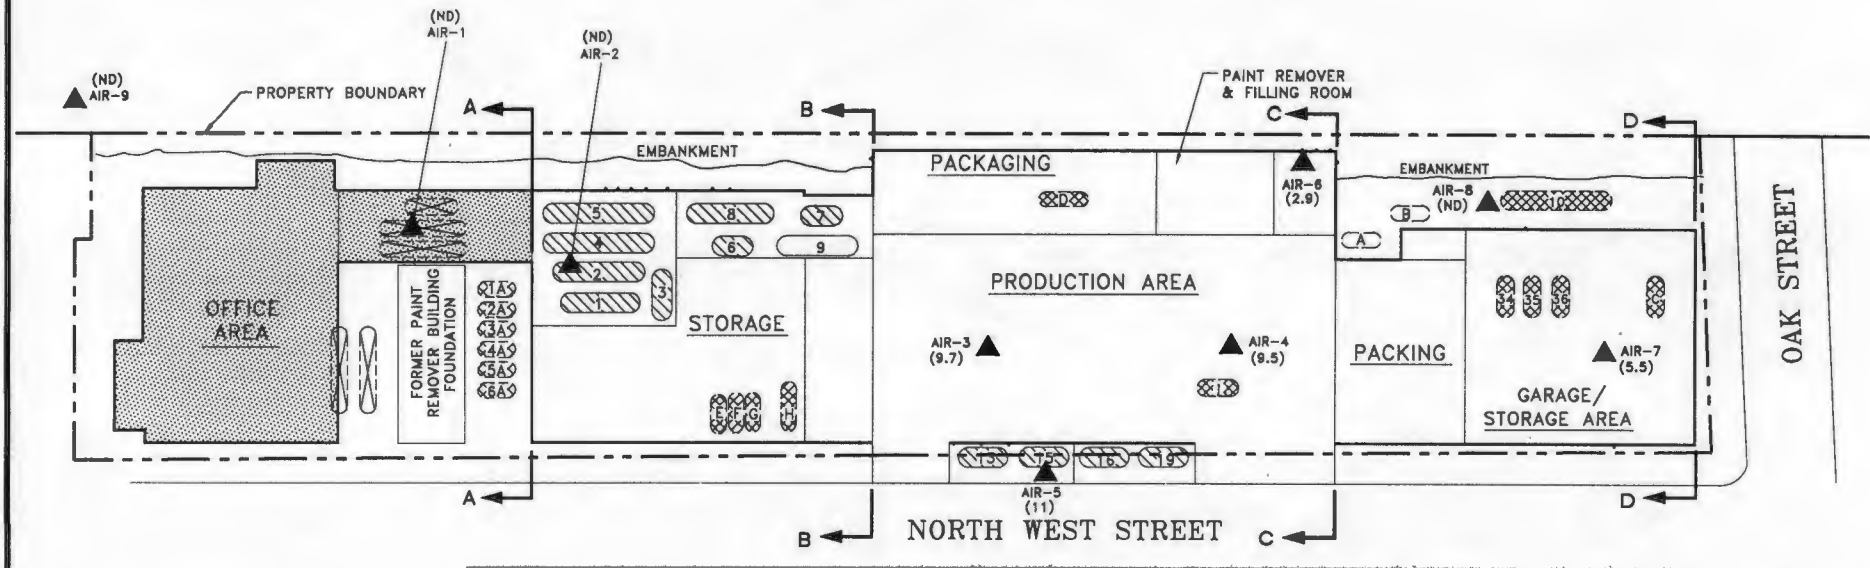 (ND)
AIR-1
(ND)
AIR-2
(ND)
AIR-9
PROPERTY BOUNDARY
A
B
PAINT REMOVER
& FILLING ROOM
C
D
EMBANKMENT
PACKAGING
D
AIR-6
(2.9)
EMBANKMENT
AIR-8
(ND)
10
B
A
5
8
7
4
6
9
2
1
3
OFFICE
AREA
FORMER PAINT
REMOVER BUILDING
FOUNDATION
1A
2A
3A
4A
5A
6A
STORAGE
E
F
G
H
PRODUCTION AREA
AIR-3
(9.7)
AIR-4
(9.5)
PACKING
34
35
36
C
AIR-7
(5.5)
GARAGE/
STORAGE AREA
OAK STREET
15
16
19
AIR-5
(11)
A
B
C
D
NORTH WEST STREET